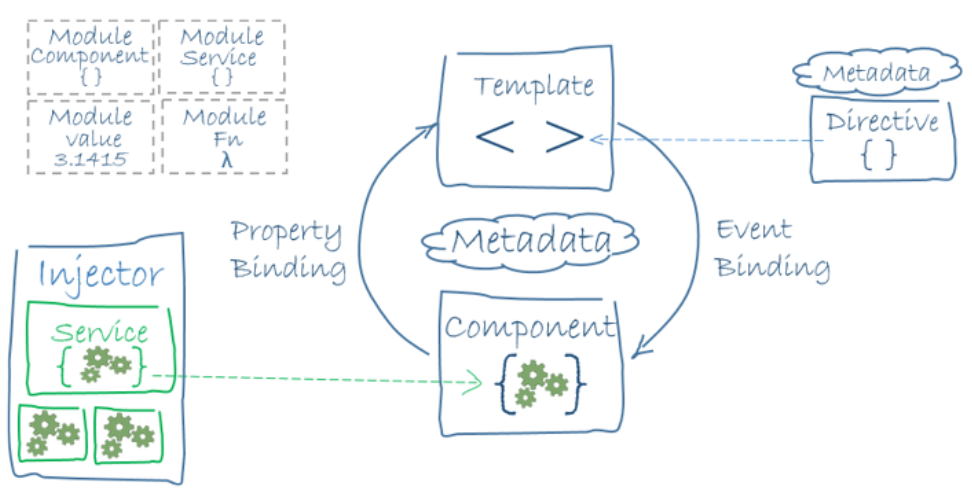 Module
Component
{ }
Module
Service
{ }
Module
value
3.1415
Module
Fn
λ
Template
< >
Metadata
Directive
{ }
Property
Binding
Metadata
Event
Binding
Injector
Service
{ }
Component
{ }